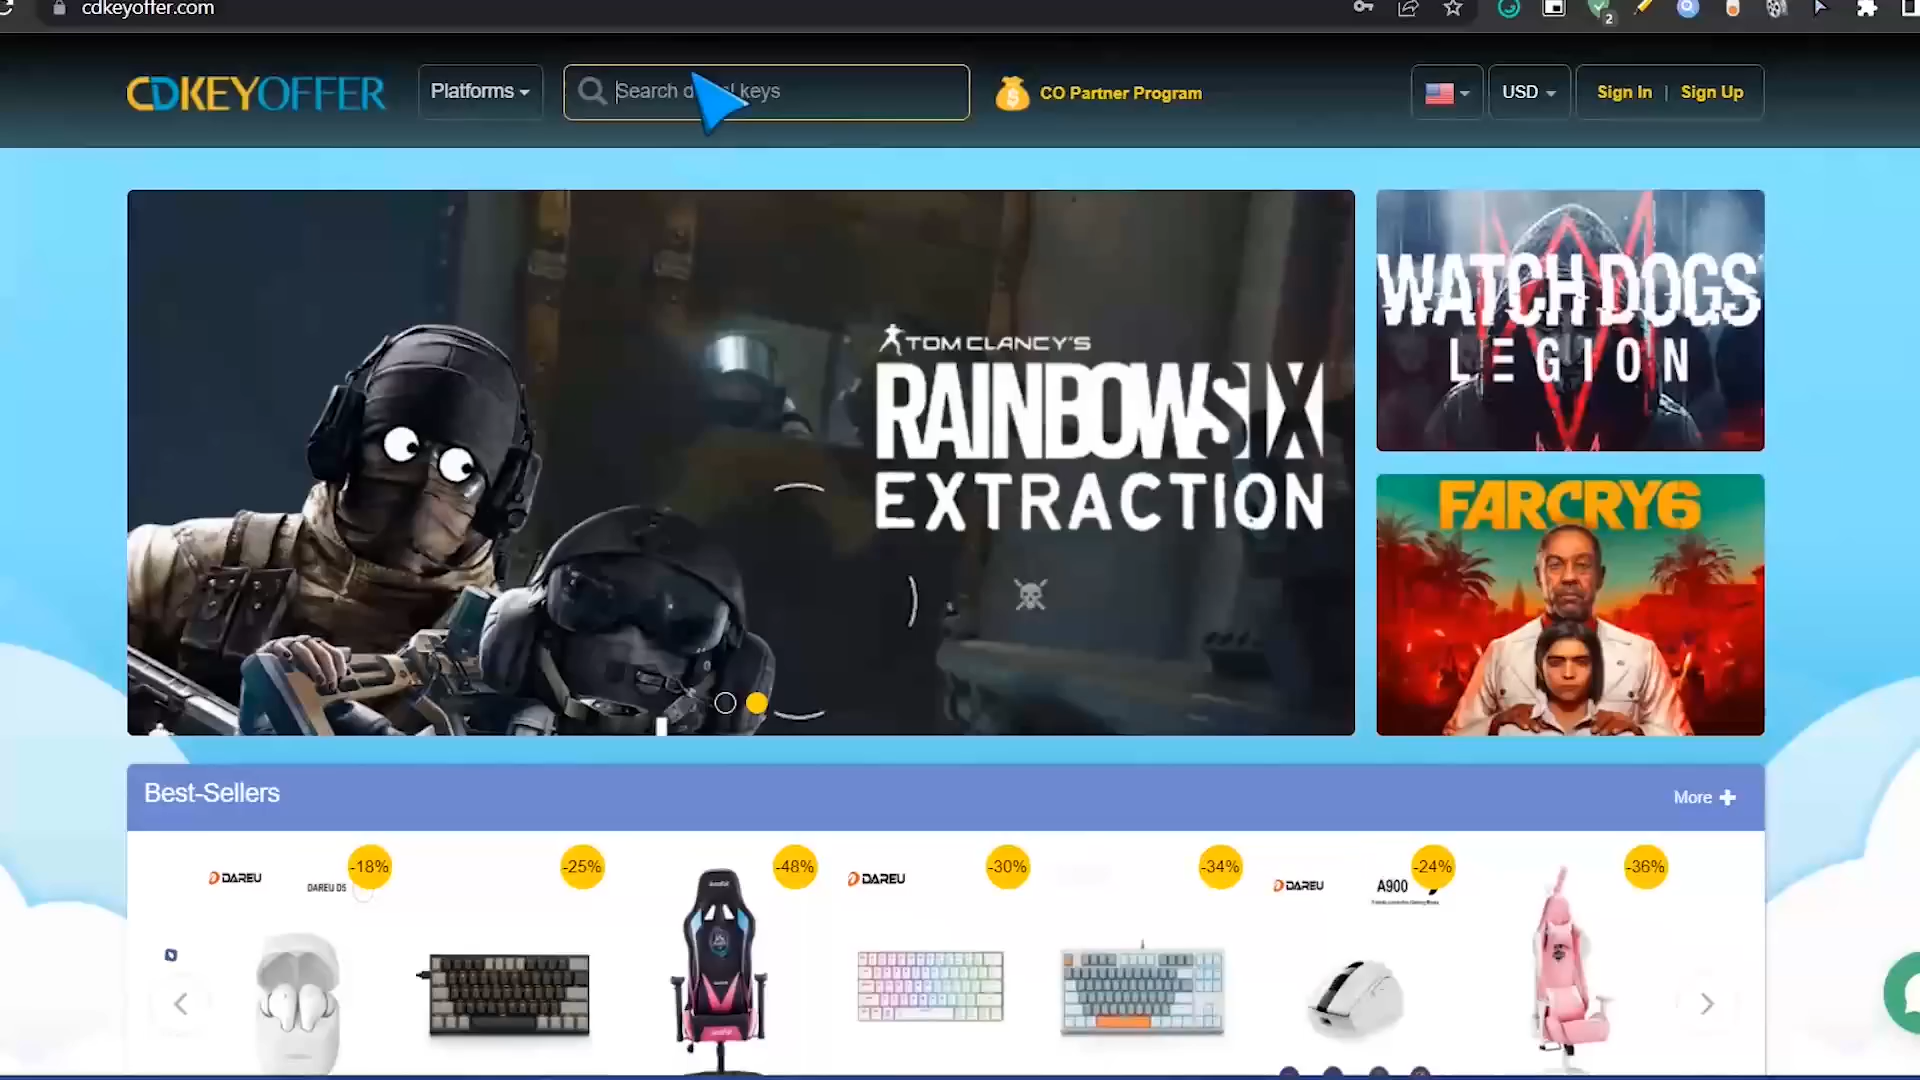 cdkeyoffer.com
2
CDKEYOFFER
Platforms
Search d l keys
CO Partner Program
USD
Sign In | Sign Up
TOM CLANCY'S
RAINBOW SIX
EXTRACTION
WATCH DOGS
LEGION
FARCRY6
Best-Sellers
More
-18%
-25%
-48%
-30%
-34%
-24%
-36%
DAREU
DAREU D5
DAREU
DAREU
A900